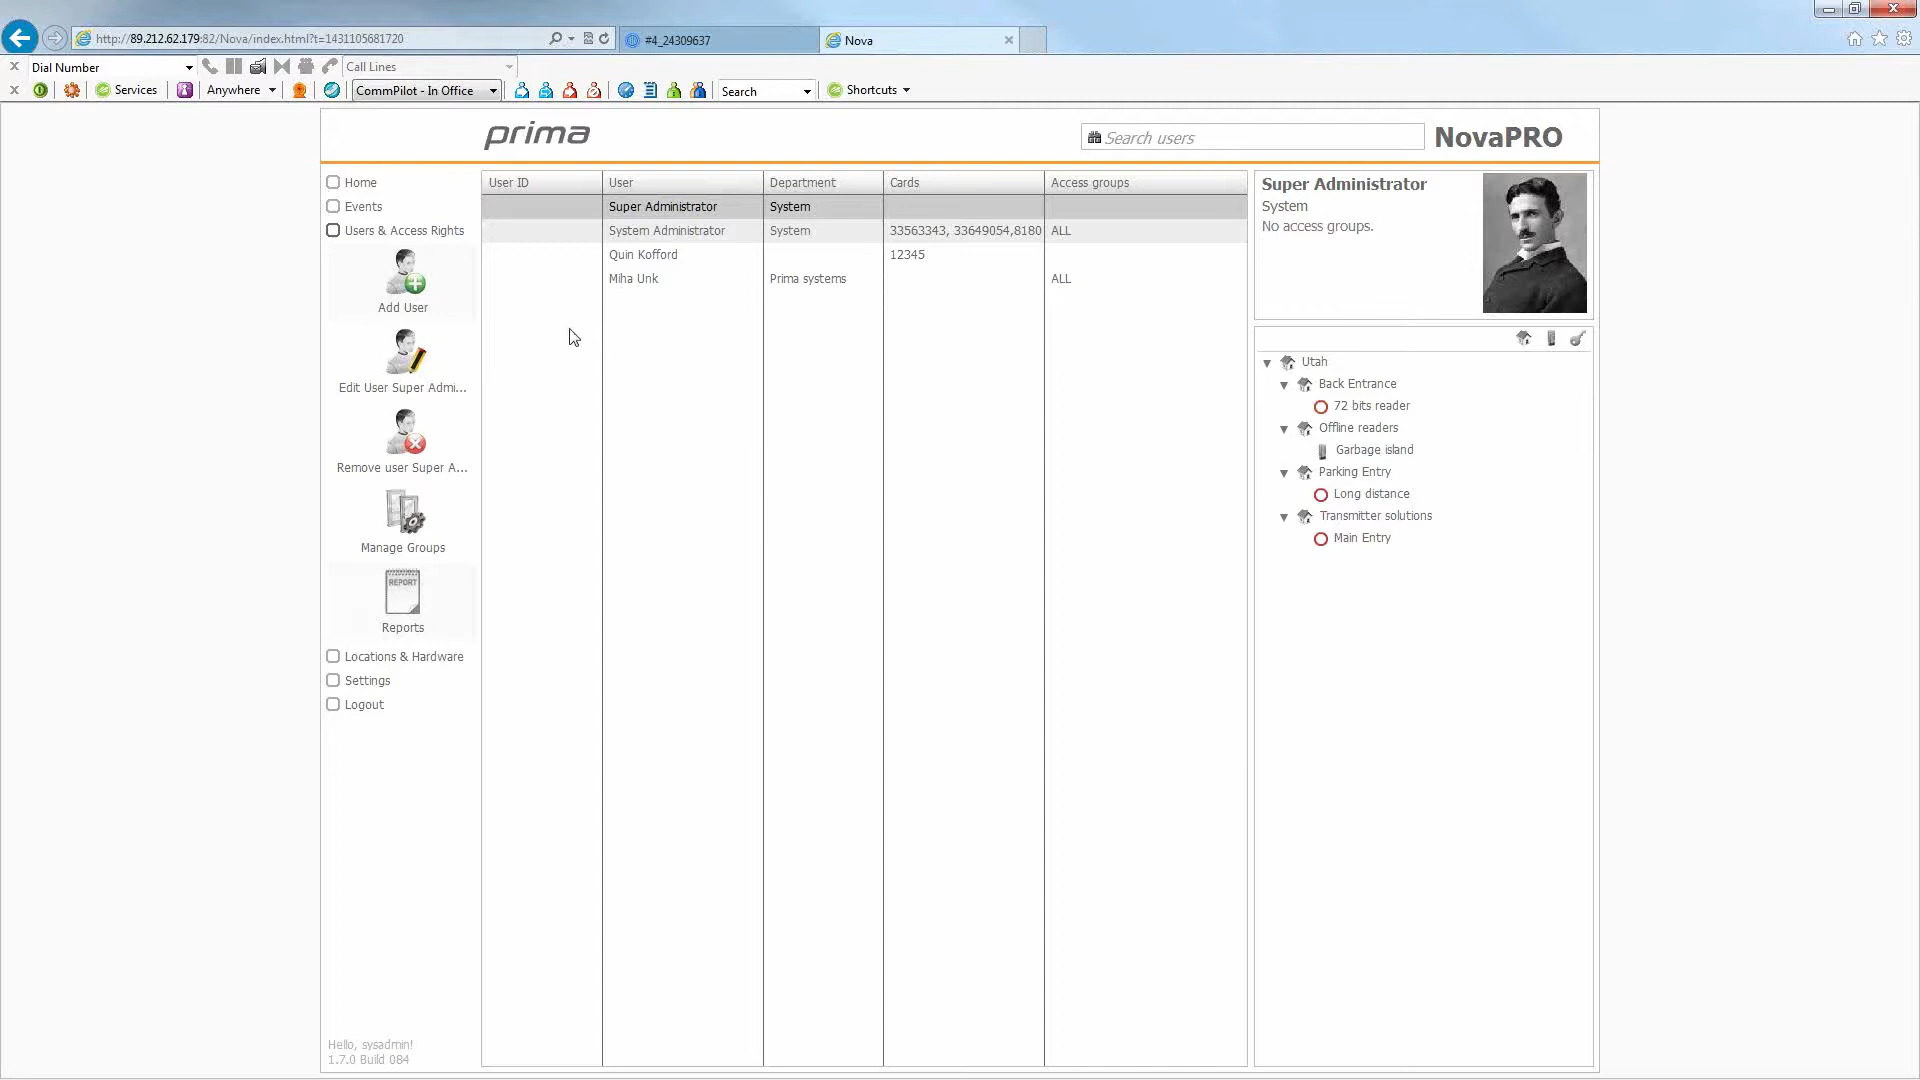 http://89.212.62.179:82/Nova/index.html?t=1431105681720
#4_24309637
Nova
Dial Number
Call Lines
Services
Anywhere
CommPilot - In Office
Search
Shortcuts
prima
Search users
NovaPRO
Home
Events
Users & Access Rights
Add User
Edit User Super Admi...
Remove user Super A...
Manage Groups
REPORT
Reports
Locations & Hardware
Settings
Logout
Hello, sysadmin!
1.7.0 Build 084
User ID User Department Cards Access groups
Super Administrator System
System Administrator System 33563343, 33649054,8180 ALL
Quin Kofford 12345
Miha Unk Prima systems ALL
Super Administrator
System
No access groups.
Utah
Back Entrance
72 bits reader
Offline readers
Garbage island
Parking Entry
Long distance
Transmitter solutions
Main Entry